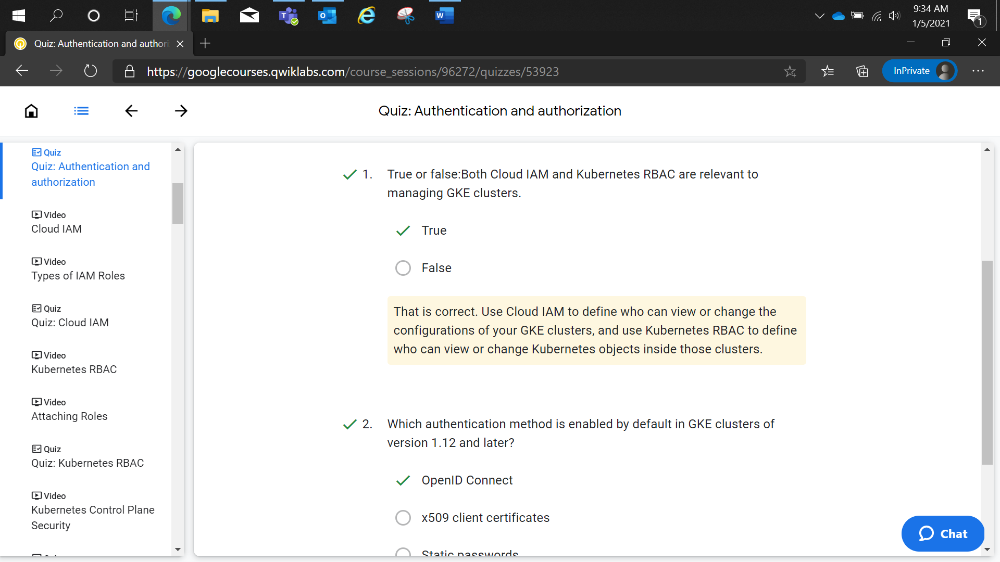 9:34 AM
1/5/2021
1
Quiz: Authentication and authori
https://googlecourses.qwiklabs.com/course_sessions/96272/quizzes/53923
InPrivate
Quiz: Authentication and authorization
Quiz
Quiz: Authentication and
authorization
Video
Cloud IAM
Video
Types of IAM Roles
Quiz
Quiz: Cloud IAM
Video
Kubernetes RBAC
Video
Attaching Roles
Quiz
Quiz: Kubernetes RBAC
Video
Kubernetes Control Plane
Security
1. True or false:Both Cloud IAM and Kubernetes RBAC are relevant to
managing GKE clusters.
True
False
That is correct. Use Cloud IAM to define who can view or change the
configurations of your GKE clusters, and use Kubernetes RBAC to define
who can view or change Kubernetes objects inside those clusters.
2. Which authentication method is enabled by default in GKE clusters of
version 1.12 and later?
OpenID Connect
x509 client certificates
Static passwords
Chat